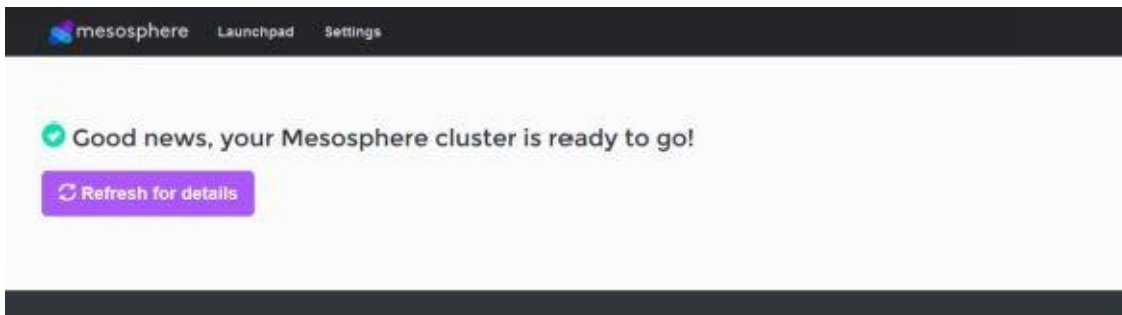 mesosphere Launchpad Settings
Good news, your Mesosphere cluster is ready to go!
Refresh for details